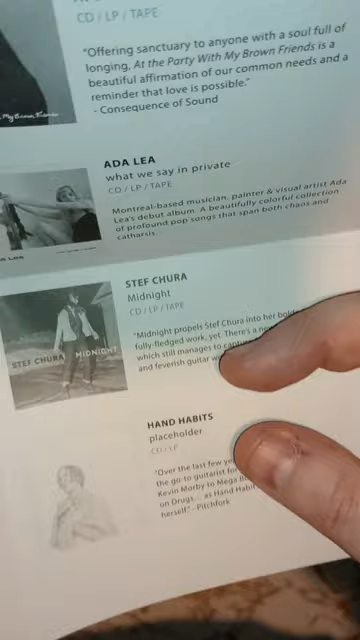 CD / LP / TAPE
"Offering sanctuary to anyone with a soul full of
longing, At the Party With My Brown Friends is a
beautiful affirmation of our common needs and a
reminder that love is possible."
- Consequence of Sound
My Brown Friends
ADA LEA
what we say in private
CD / LP / TAPE
Montreal-based musician, painter & visual artist Ada
Lea's debut album. A beautifully colorful collection
of profound pop songs that span both chaos and
catharsis.
STEF CHURA
Midnight
CD / LP / TAPE
"Midnight propels Stef Chura into her
fully-fledged work, yet. There's a
which still manages to
and feverish guitar
STEF CHURA MIDNIGHT
HAND HABITS
placeholder
CD / LP
"Over the last few
the go-to guitarist for
Kevin Morby to Mega
on Drugs... as Hand
herself." - Pitchfork